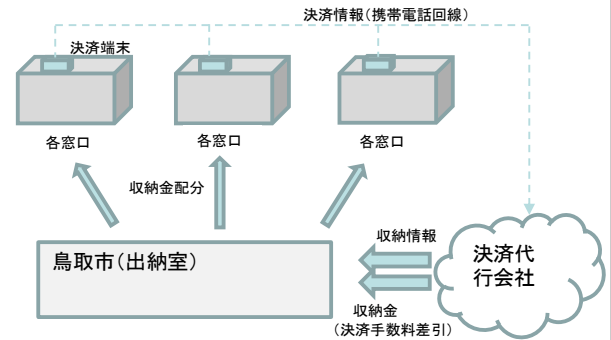 決済情報（携帯電話回線）
決済端末
各窓口
各窓口
各窓口
収納金配分
鳥取市（出納室）
収納情報
決済代
行会社
収納金
（決済手数料差引）